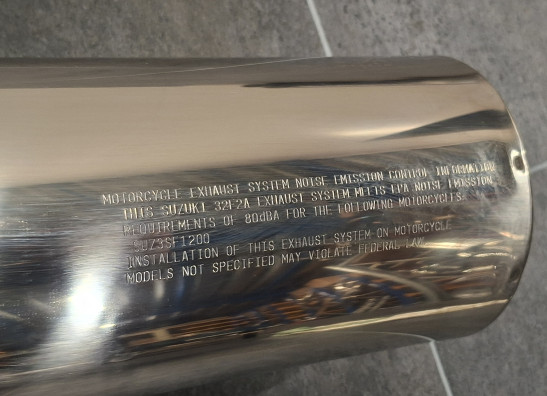 MOTORCYCLE EXHAUST SYSTEM NOISE EMISSION CONTROL INFORMATION
THIS SUZUKI 32F2A EXHAUST SYSTEM MEETS EPA NOISE EMISSION
REQUIREMENTS OF 80dBA FOR THE FOLLOWING MOTORCYCLES:
SUZ3SF1200
INSTALLATION OF THIS EXHAUST SYSTEM ON MOTORCYCLE
MODELS NOT SPECIFIED MAY VIOLATE FEDERAL LAW.